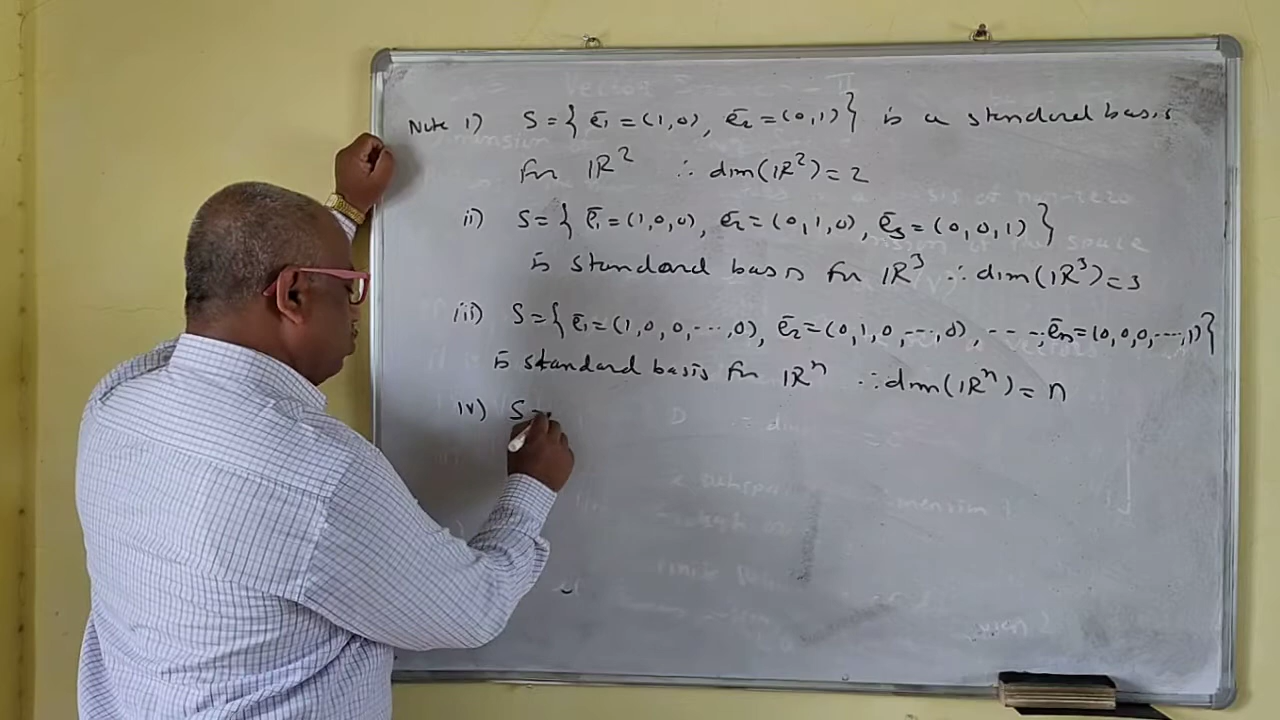 Note i) S = { ē₁ = (1,0), ē₂ = (0,1) } is a standard basis
for ℝ² ∴ dim(ℝ²) = 2
ii) S = { ē₁ = (1,0,0), ē₂ = (0,1,0), ē₃ = (0,0,1) }
is standard basis for ℝ³ ∴ dim(ℝ³) = 3
iii) S = { ē₁ = (1,0,0,---,0), ē₂ = (0,1,0,---,0), ---, ēₙ = (0,0,0,---,1) }
is standard basis for ℝⁿ ∴ dim(ℝⁿ) = n
iv) S =